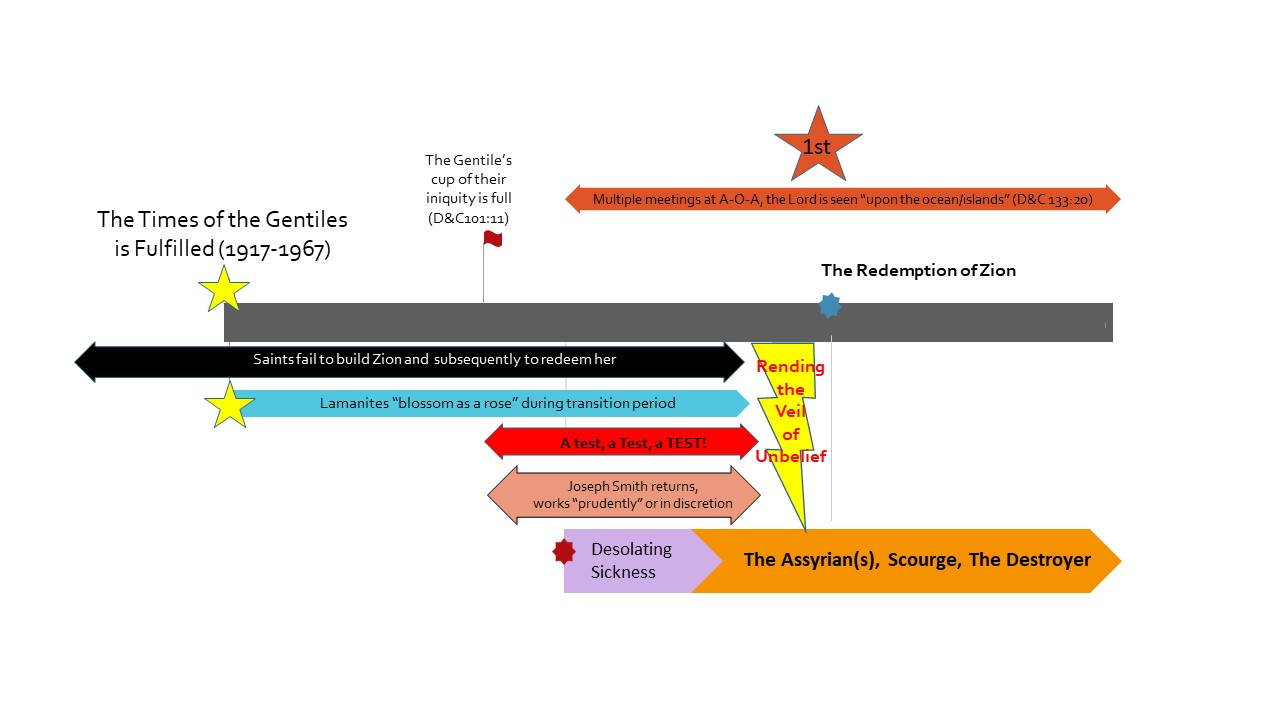 1st
The Gentile's
cup of their
iniquity is full
(D&C101:11)
Multiple meetings at A-O-A, the Lord is seen "upon the ocean/islands" (D&C 133:20)
The Times of the Gentiles
is Fulfilled (1917-1967)
The Redemption of Zion
Saints fail to build Zion and subsequently to redeem her
Rending
the
Veil
of
Unbelief
Lamanites "blossom as a rose" during transition period
A test, a Test, a TEST!
Joseph Smith returns,
works "prudently" or in discretion
Desolating
Sickness
The Assyrian(s), Scourge, The Destroyer